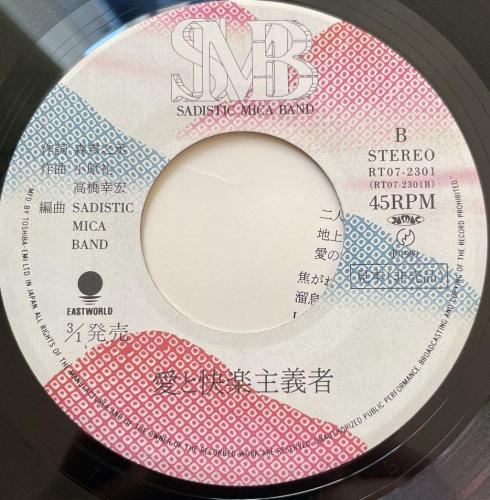 SMB
SADISTIC MICA BAND
作詞 森雪之丞
作曲 小原礼
高橋幸宏
編曲 SADISTIC
MICA
BAND
B
STEREO
RT07-2301
(RT07-2301B)
45RPM
JASRAC
Ⓟ1989
見本(非売品)
二人
地上
愛の
焦がれ
溜息
EASTWORLD
3/1発売
愛と快楽主義者
MF'D BY TOSHIBA-EMI LTD. IN JAPAN. ALL RIGHTS OF THE MANUFACTURER AND OF THE OWNER OF THE RECORDED WORK ARE RESERVED. UNAUTHORIZED PUBLIC PERFORMANCE, BROADCASTING AND COPYING OF THE RECORD PROHIBITED.